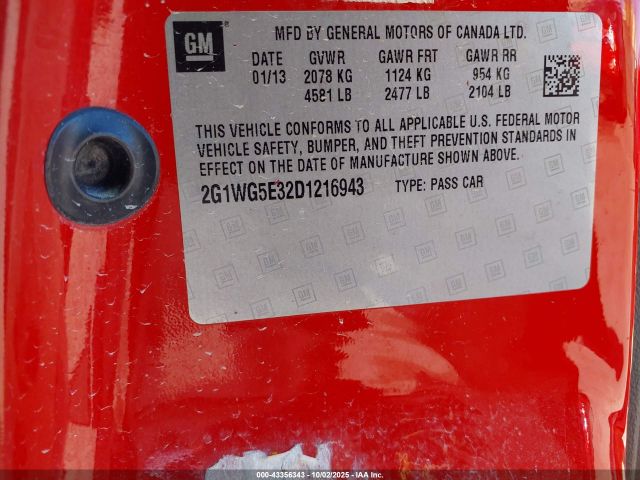 GM
MFD BY GENERAL MOTORS OF CANADA LTD.
DATE GVWR GAWR FRT GAWR RR
01/13 2078 KG 1124 KG 954 KG
4581 LB 2477 LB 2104 LB
THIS VEHICLE CONFORMS TO ALL APPLICABLE U.S. FEDERAL MOTOR
VEHICLE SAFETY, BUMPER, AND THEFT PREVENTION STANDARDS IN
EFFECT ON THE DATE OF MANUFACTURE SHOWN ABOVE.
2G1WG5E32D1216943 TYPE: PASS CAR
000-43356343 - 10/02/2025 - IAA, Inc.